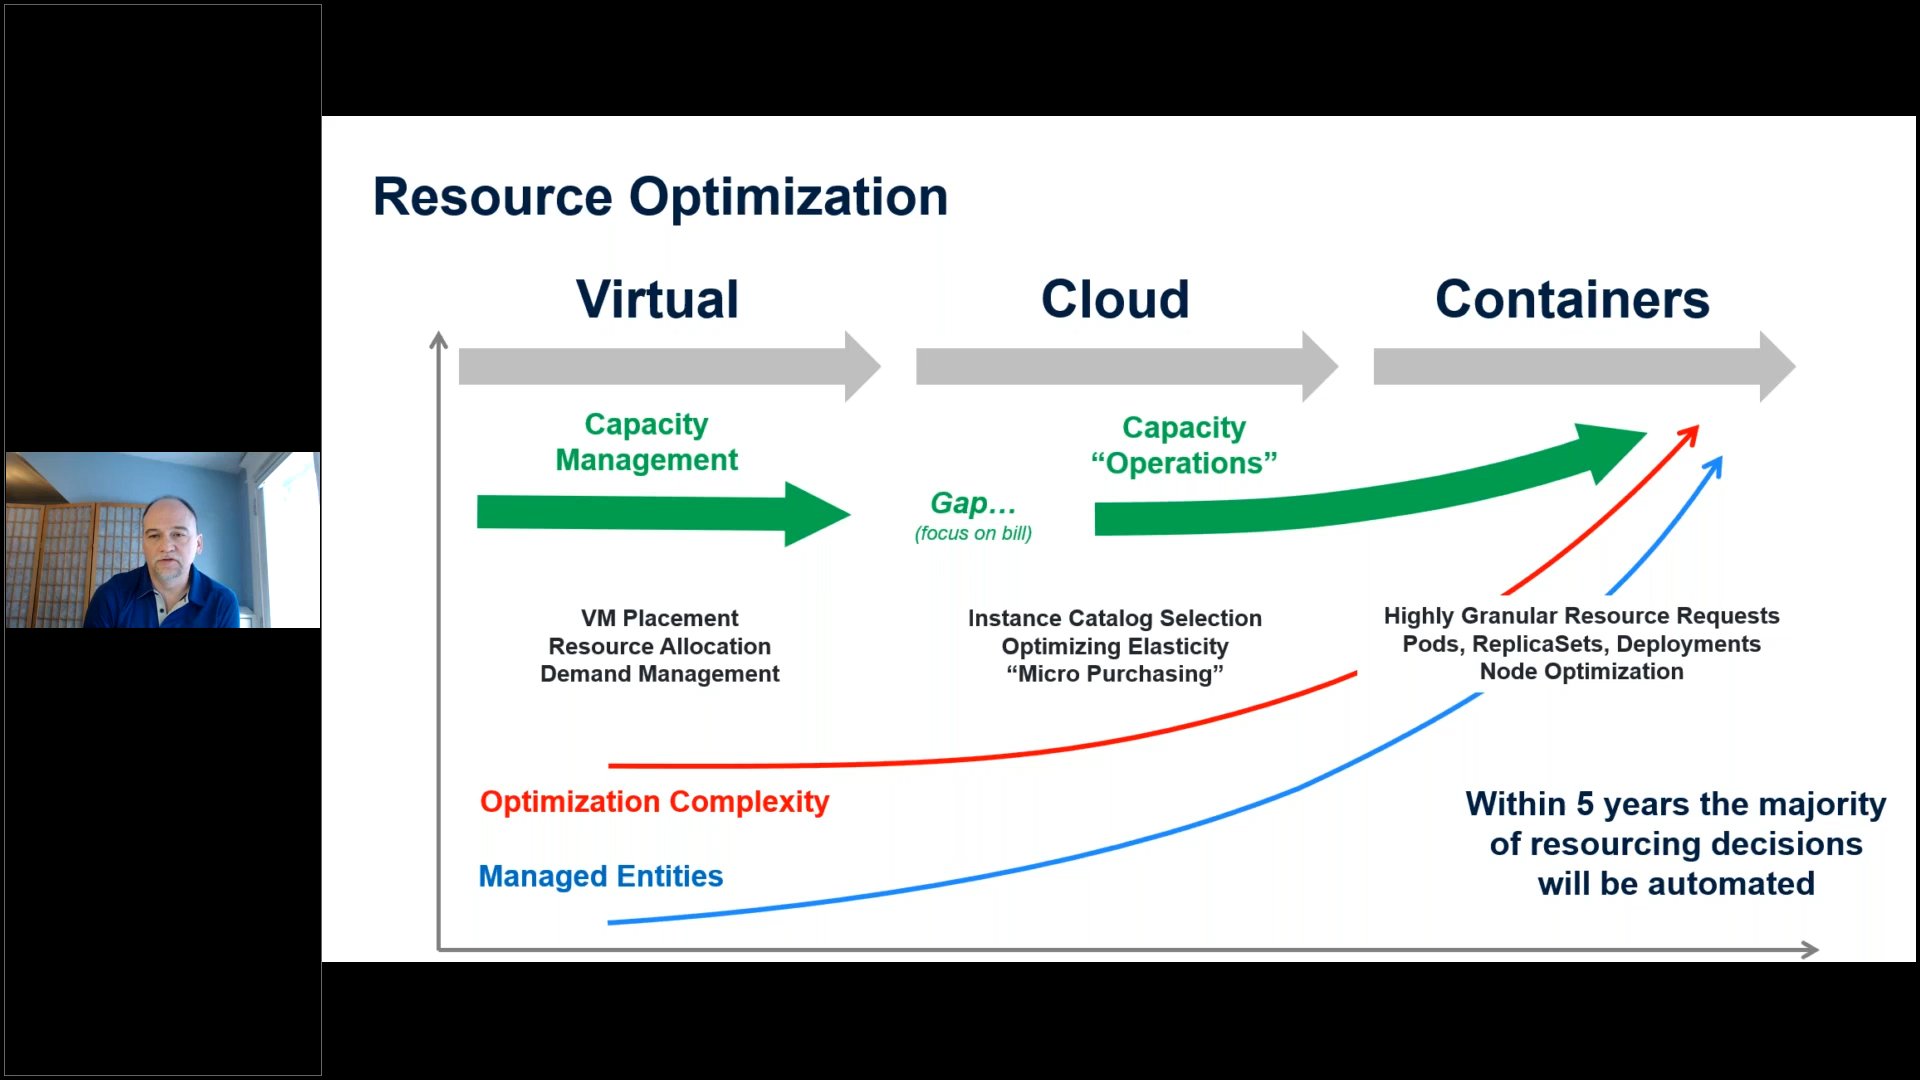 Resource Optimization
Virtual
Cloud
Containers
Capacity
Management
Gap…
(focus on bill)
Capacity
“Operations”
VM Placement
Resource Allocation
Demand Management
Instance Catalog Selection
Optimizing Elasticity
“Micro Purchasing”
Highly Granular Resource Requests
Pods, ReplicaSets, Deployments
Node Optimization
Optimization Complexity
Managed Entities
Within 5 years the majority
of resourcing decisions
will be automated